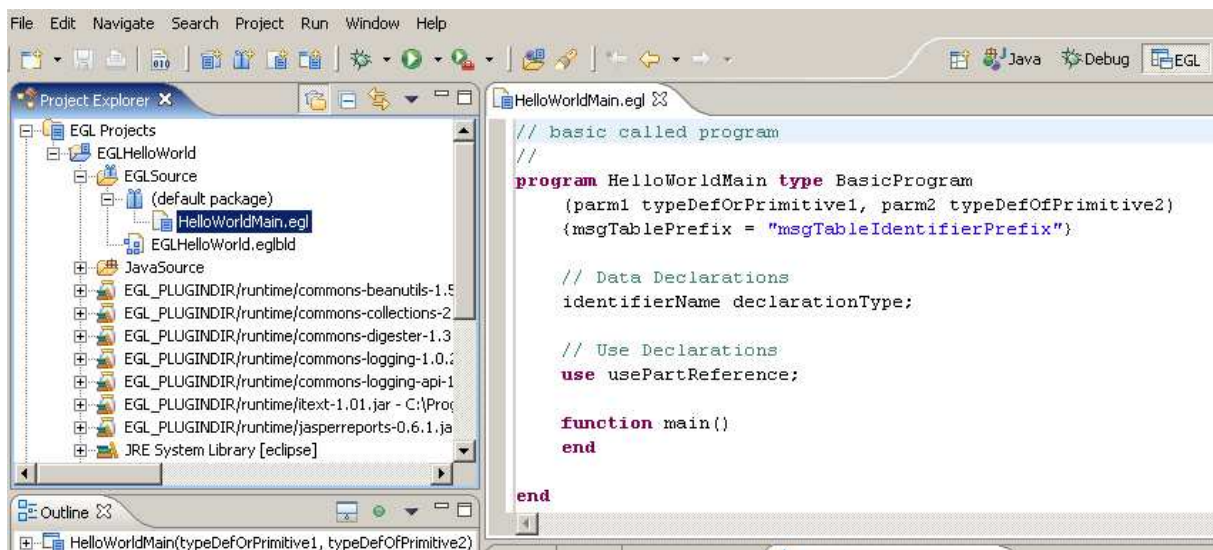 File Edit Navigate Search Project Run Window Help
010
Java Debug EGL
Project Explorer
EGL Projects
EGLHelloWorld
EGLSource
(default package)
HelloWorldMain.egl
EGLHelloWorld.eglbld
JavaSource
EGL_PLUGINDIR/runtime/commons-beanutils-1.5
EGL_PLUGINDIR/runtime/commons-collections-2
EGL_PLUGINDIR/runtime/commons-digester-1.3
EGL_PLUGINDIR/runtime/commons-logging-1.0.2
EGL_PLUGINDIR/runtime/commons-logging-api-1
EGL_PLUGINDIR/runtime/itext-1.01.jar - C:\Prog
EGL_PLUGINDIR/runtime/jasperreports-0.6.1.ja
JRE System Library [eclipse]
Outline
HelloWorldMain(typeDefOrPrimitive1, typeDefOfPrimitive2)
HelloWorldMain.egl
// basic called program
//
program HelloWorldMain type BasicProgram
(parm1 typeDefOrPrimitive1, parm2 typeDefOfPrimitive2)
{msgTablePrefix = "msgTableIdentifierPrefix"}
// Data Declarations
identifierName declarationType;
// Use Declarations
use usePartReference;
function main()
end
end